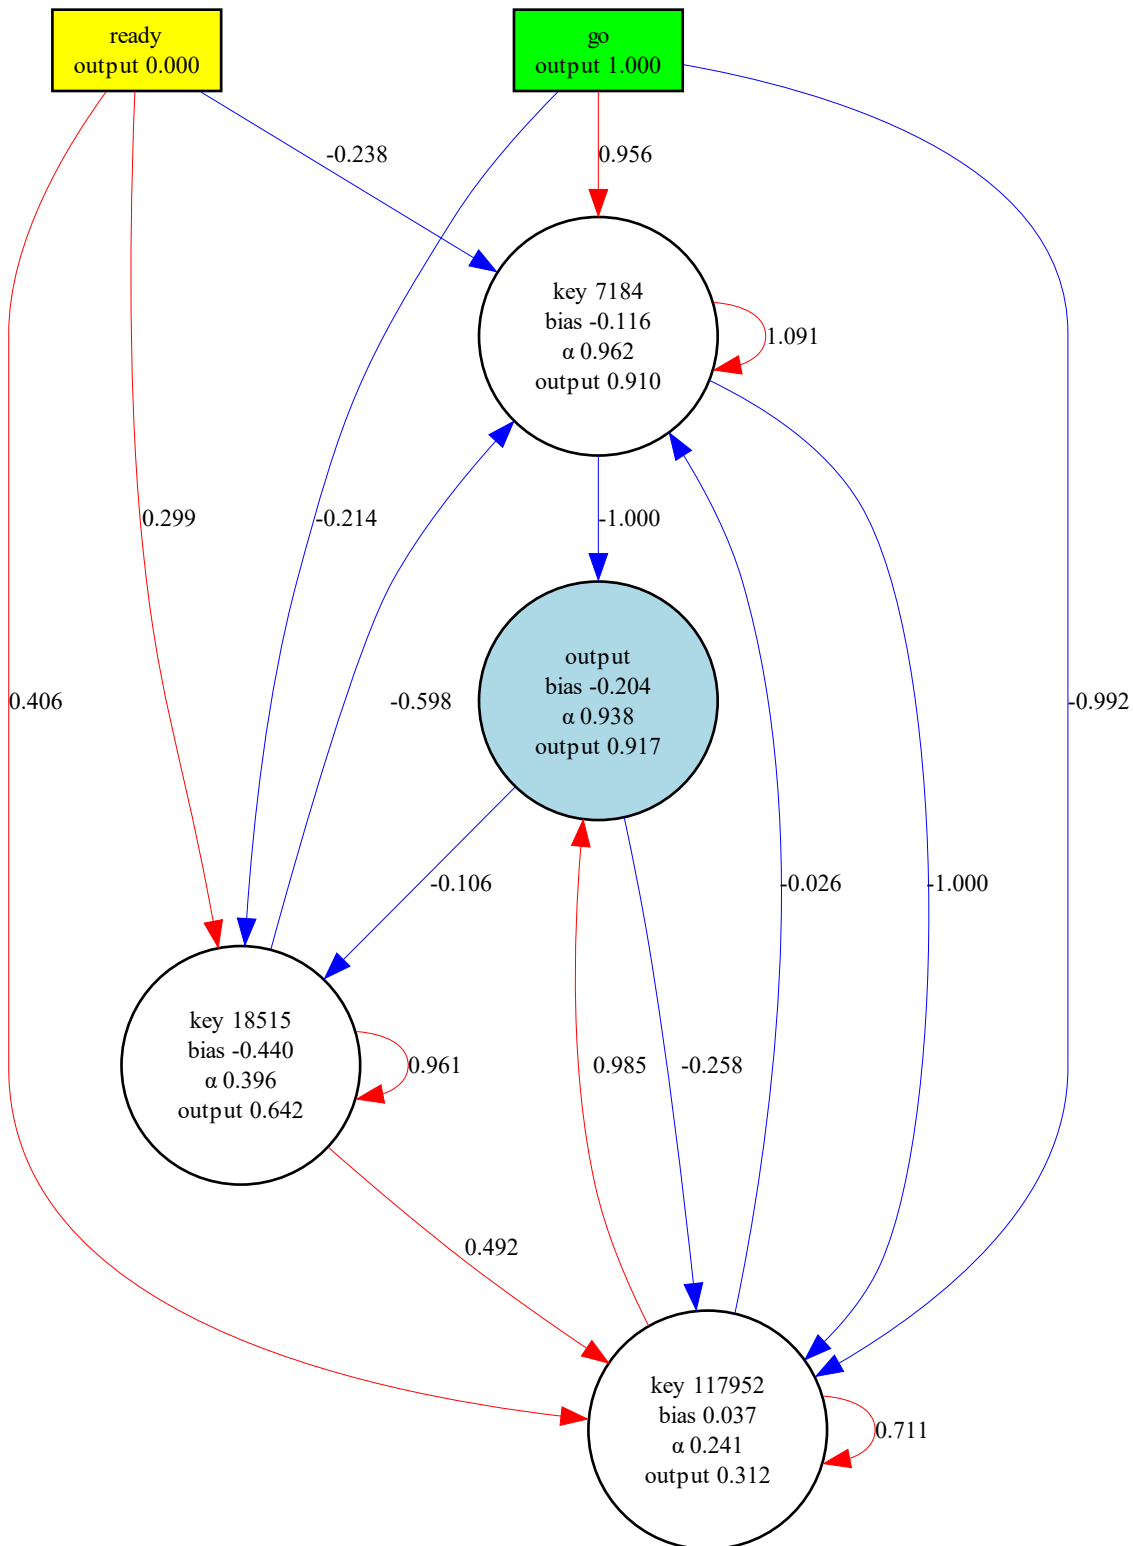 ready
output 0.000
go
output 1.000
-0.238
0.956
key 7184
bias -0.116
α 0.962
output 0.910
1.091
0.299
-0.214
-1.000
output
bias -0.204
α 0.938
output 0.917
0.406
-0.598
-0.992
-0.106
-0.026
-1.000
key 18515
bias -0.440
α 0.396
output 0.642
0.961
0.985
-0.258
0.492
key 117952
bias 0.037
α 0.241
output 0.312
0.711